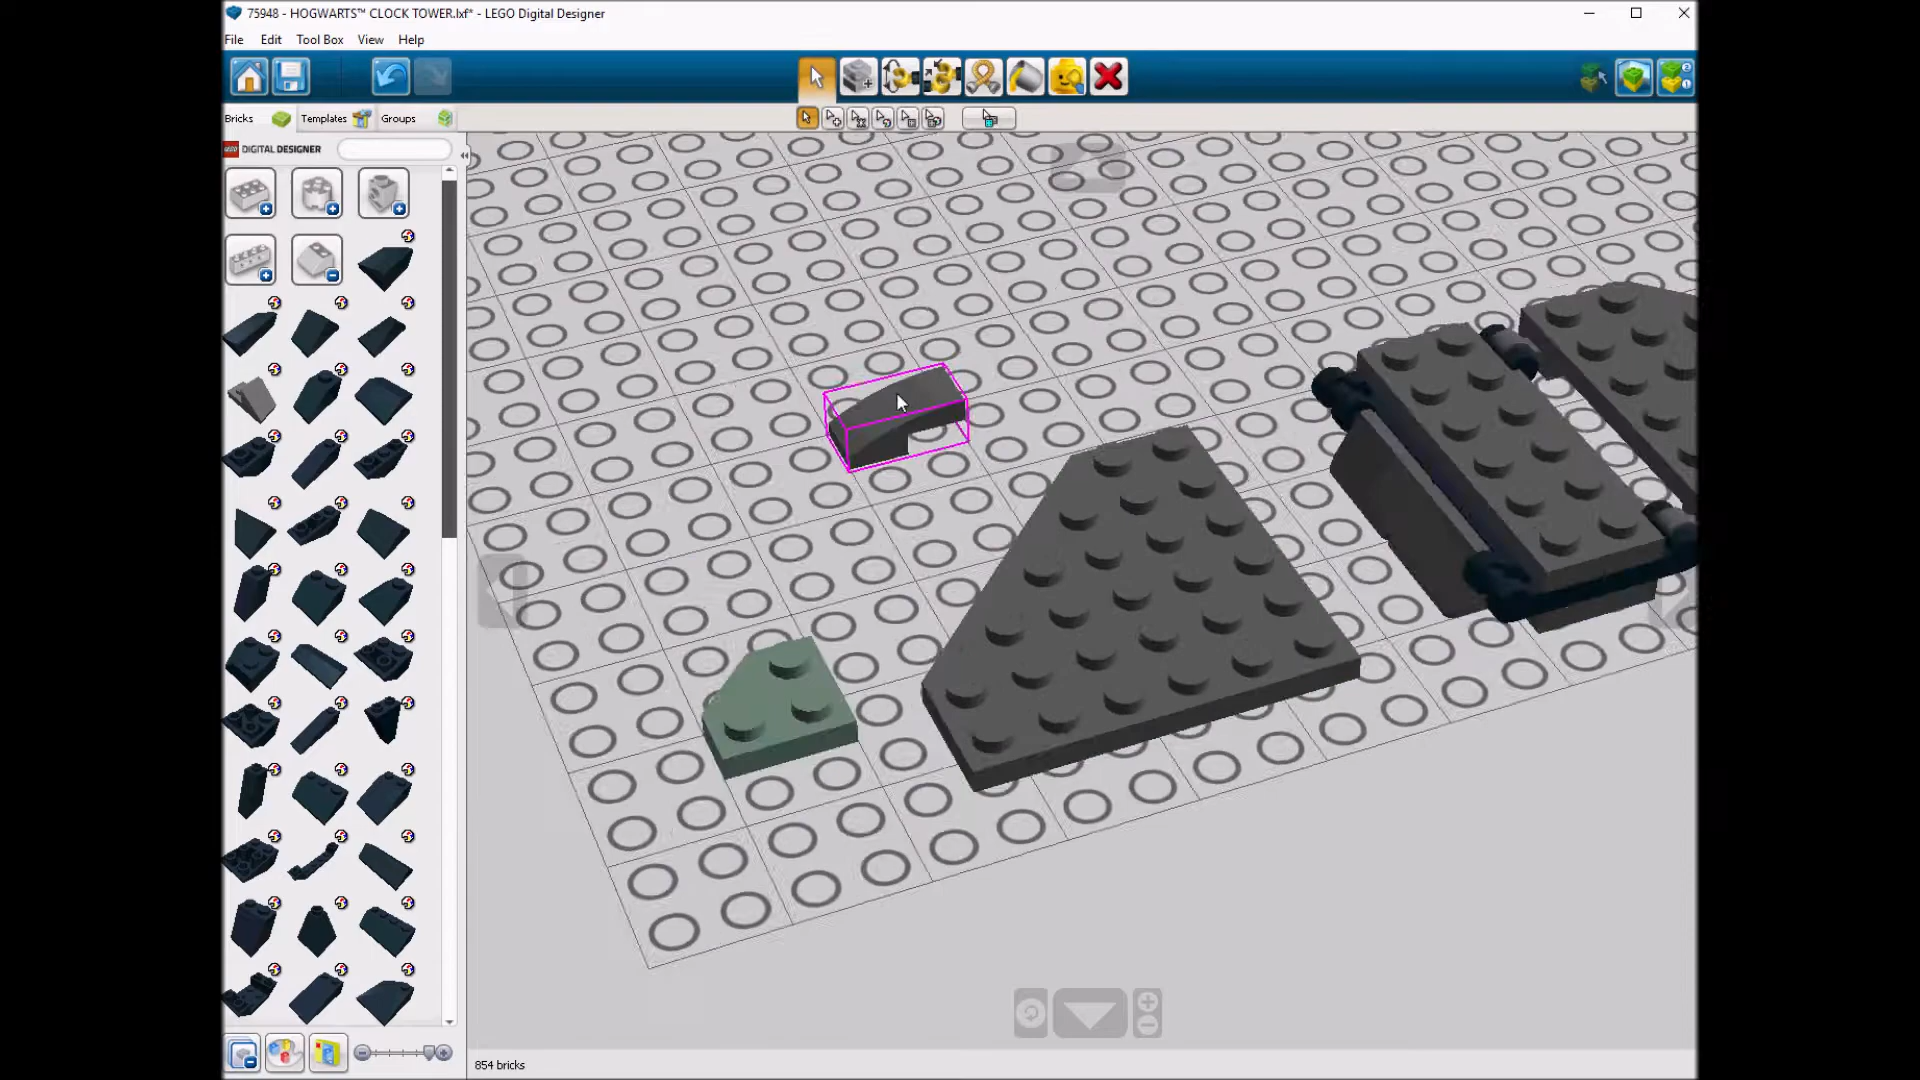 75948 - HOGWARTS™ CLOCK TOWER.lxf* - LEGO Digital Designer
File Edit Tool Box View Help
Bricks Templates Groups
LEGO DIGITAL DESIGNER
854 bricks